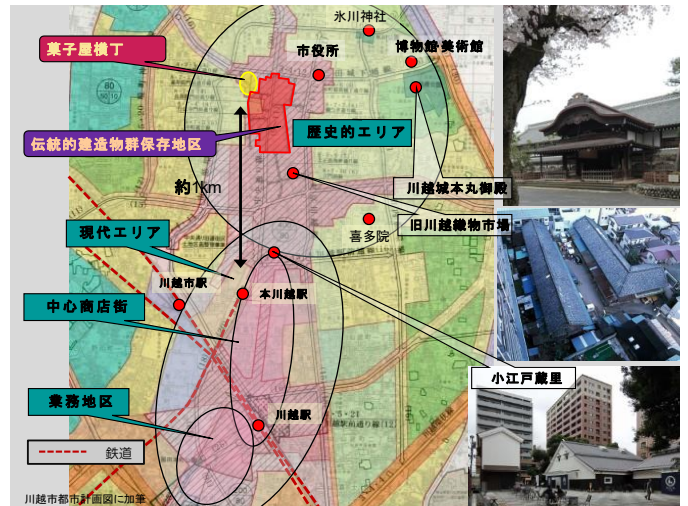 氷川神社
菓子屋横丁
市役所
博物館・美術館
80
伝統的建造物群保存地区
歴史的エリア
川越城本丸御殿
約1km
旧川越織物市場
喜多院
現代エリア
川越市駅
本川越駅
中心商店街
小江戸蔵里
業務地区
川越駅
鉄道
川越市都市計画図に加筆